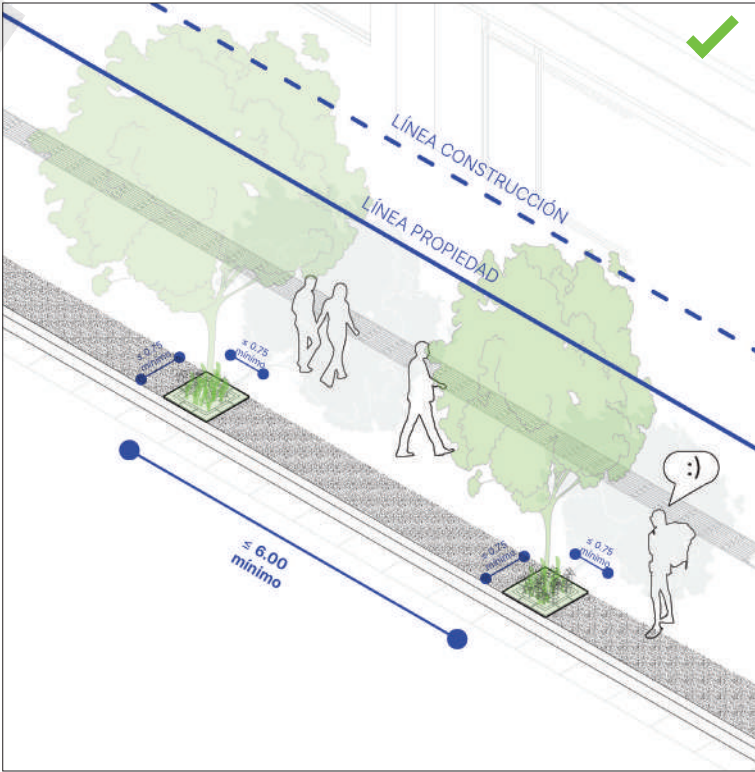 LÍNEA CONSTRUCCIÓN
LÍNEA PROPIEDAD
≤ 0.75
mínimo
≤ 0.75
mínimo
:)
≤ 0.75
mínimo
≤ 0.75
mínimo
≤ 6.00
mínimo